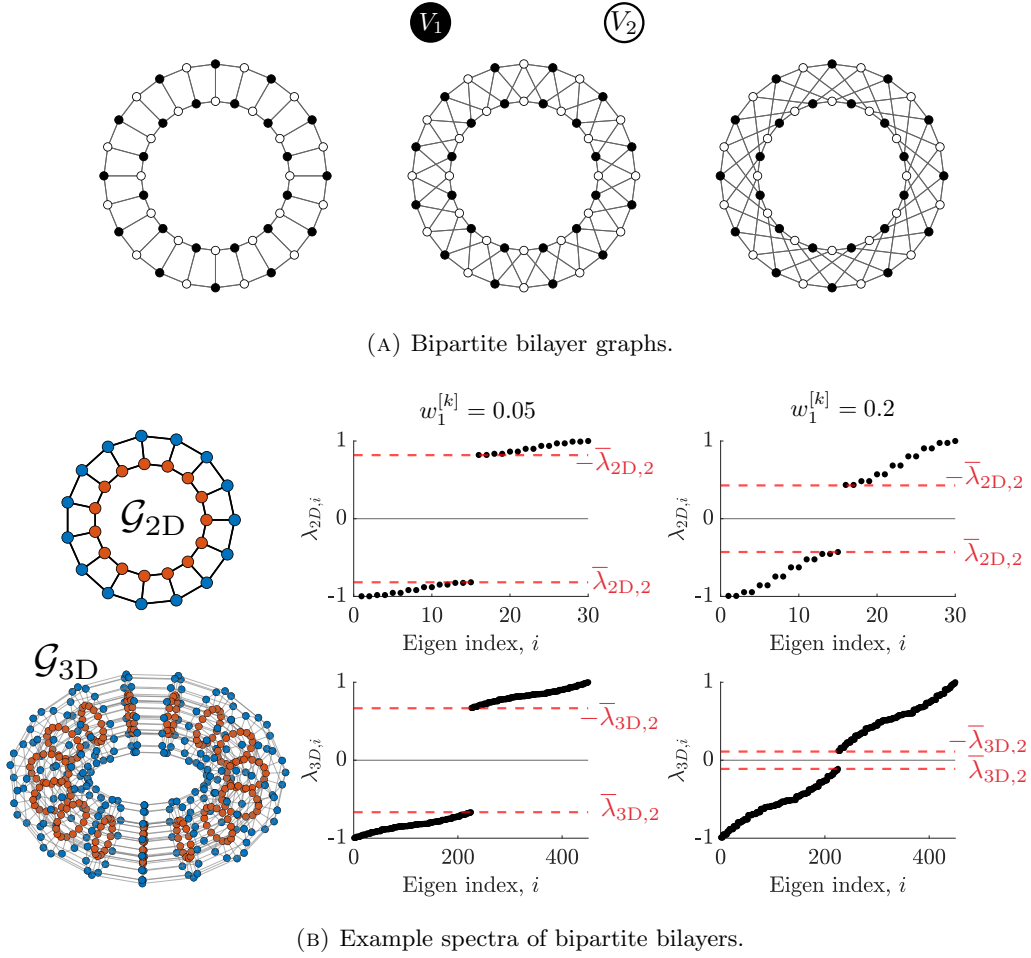 V₁ V₂
(A) Bipartite bilayer graphs.
w₁^[k] = 0.05 w₁^[k] = 0.2
𝒢₂D
λ₂D,i
1
0
-1
−λ̅₂D,₂
λ̅₂D,₂
0 10 20 30
Eigen index, i
λ₂D,i
1
0
-1
−λ̅₂D,₂
λ̅₂D,₂
0 10 20 30
Eigen index, i
𝒢₃D
λ₃D,i
1
0
-1
−λ̅₃D,₂
λ̅₃D,₂
0 200 400
Eigen index, i
λ₃D,i
1
0
-1
−λ̅₃D,₂
λ̅₃D,₂
0 200 400
Eigen index, i
(B) Example spectra of bipartite bilayers.